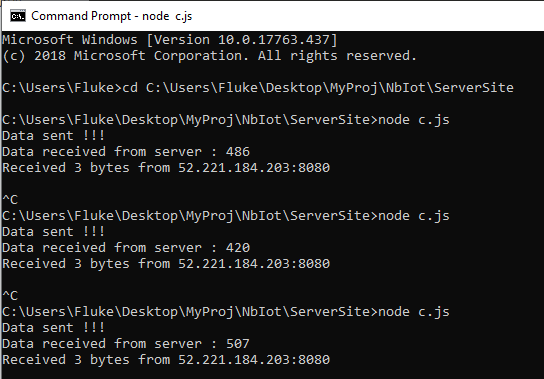 Command Prompt - node c.js
Microsoft Windows [Version 10.0.17763.437]
(c) 2018 Microsoft Corporation. All rights reserved.
C:\Users\Fluke>cd C:\Users\Fluke\Desktop\MyProj\NbIot\ServerSite
C:\Users\Fluke\Desktop\MyProj\NbIot\ServerSite>node c.js
Data sent !!!
Data received from server : 486
Received 3 bytes from 52.221.184.203:8080
^C
C:\Users\Fluke\Desktop\MyProj\NbIot\ServerSite>node c.js
Data sent !!!
Data received from server : 420
Received 3 bytes from 52.221.184.203:8080
^C
C:\Users\Fluke\Desktop\MyProj\NbIot\ServerSite>node c.js
Data sent !!!
Data received from server : 507
Received 3 bytes from 52.221.184.203:8080